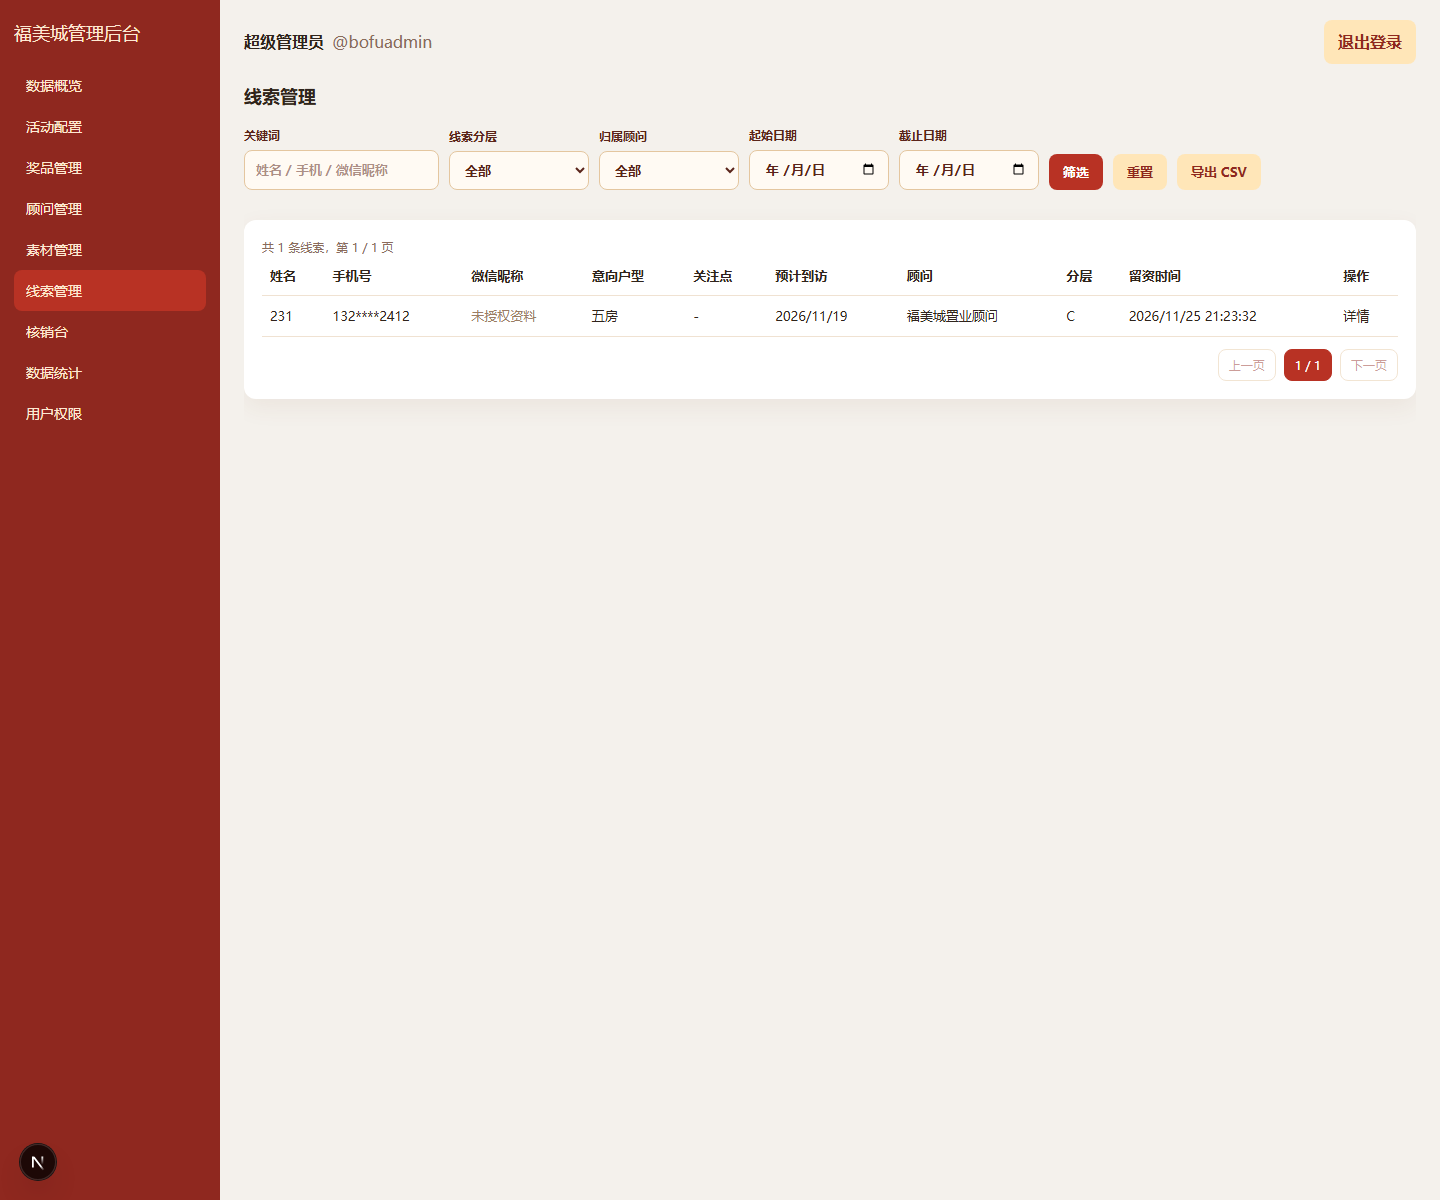 福美城管理后台
数据概览
活动配置
奖品管理
顾问管理
素材管理
线索管理
核销台
数据统计
用户权限
N
超级管理员 @bofuadmin
退出登录
线索管理
关键词 线索分层 归属顾问 起始日期 截止日期
姓名 / 手机 / 微信昵称 全部 全部 年 /月/日 年 /月/日 筛选 重置 导出 CSV
共 1 条线索，第 1 / 1 页
姓名 手机号 微信昵称 意向户型 关注点 预计到访 顾问 分层 留资时间 操作
231 132****2412 未授权资料 五房 - 2026/11/19 福美城置业顾问 C 2026/11/25 21:23:32 详情
上一页 1 / 1 下一页